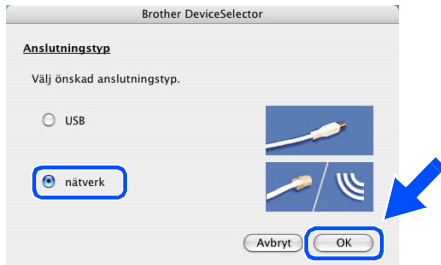 Brother DeviceSelector
Anslutningstyp
Välj önskad anslutningstyp.
USB
nätverk
Avbryt OK